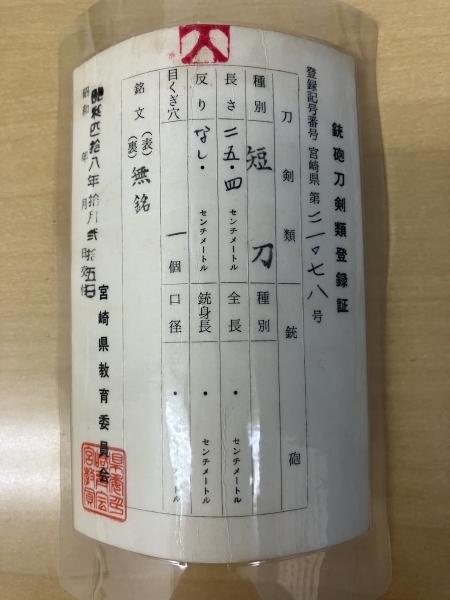 銃砲刀剣類登録証
登録記号番号 宮崎県 第二一〇七八号
刀剣類 銃砲
種別 短刀 種別
長さ 二五・四 センチメートル 全長 ・ センチメートル
反り なし・ センチメートル 銃身長 ・ センチメートル
目くぎ穴 一個 口径 ・ トル
銘文 (表) (裏) 無銘
昭和四拾八年拾月弐拾五日
宮崎県教育委員会